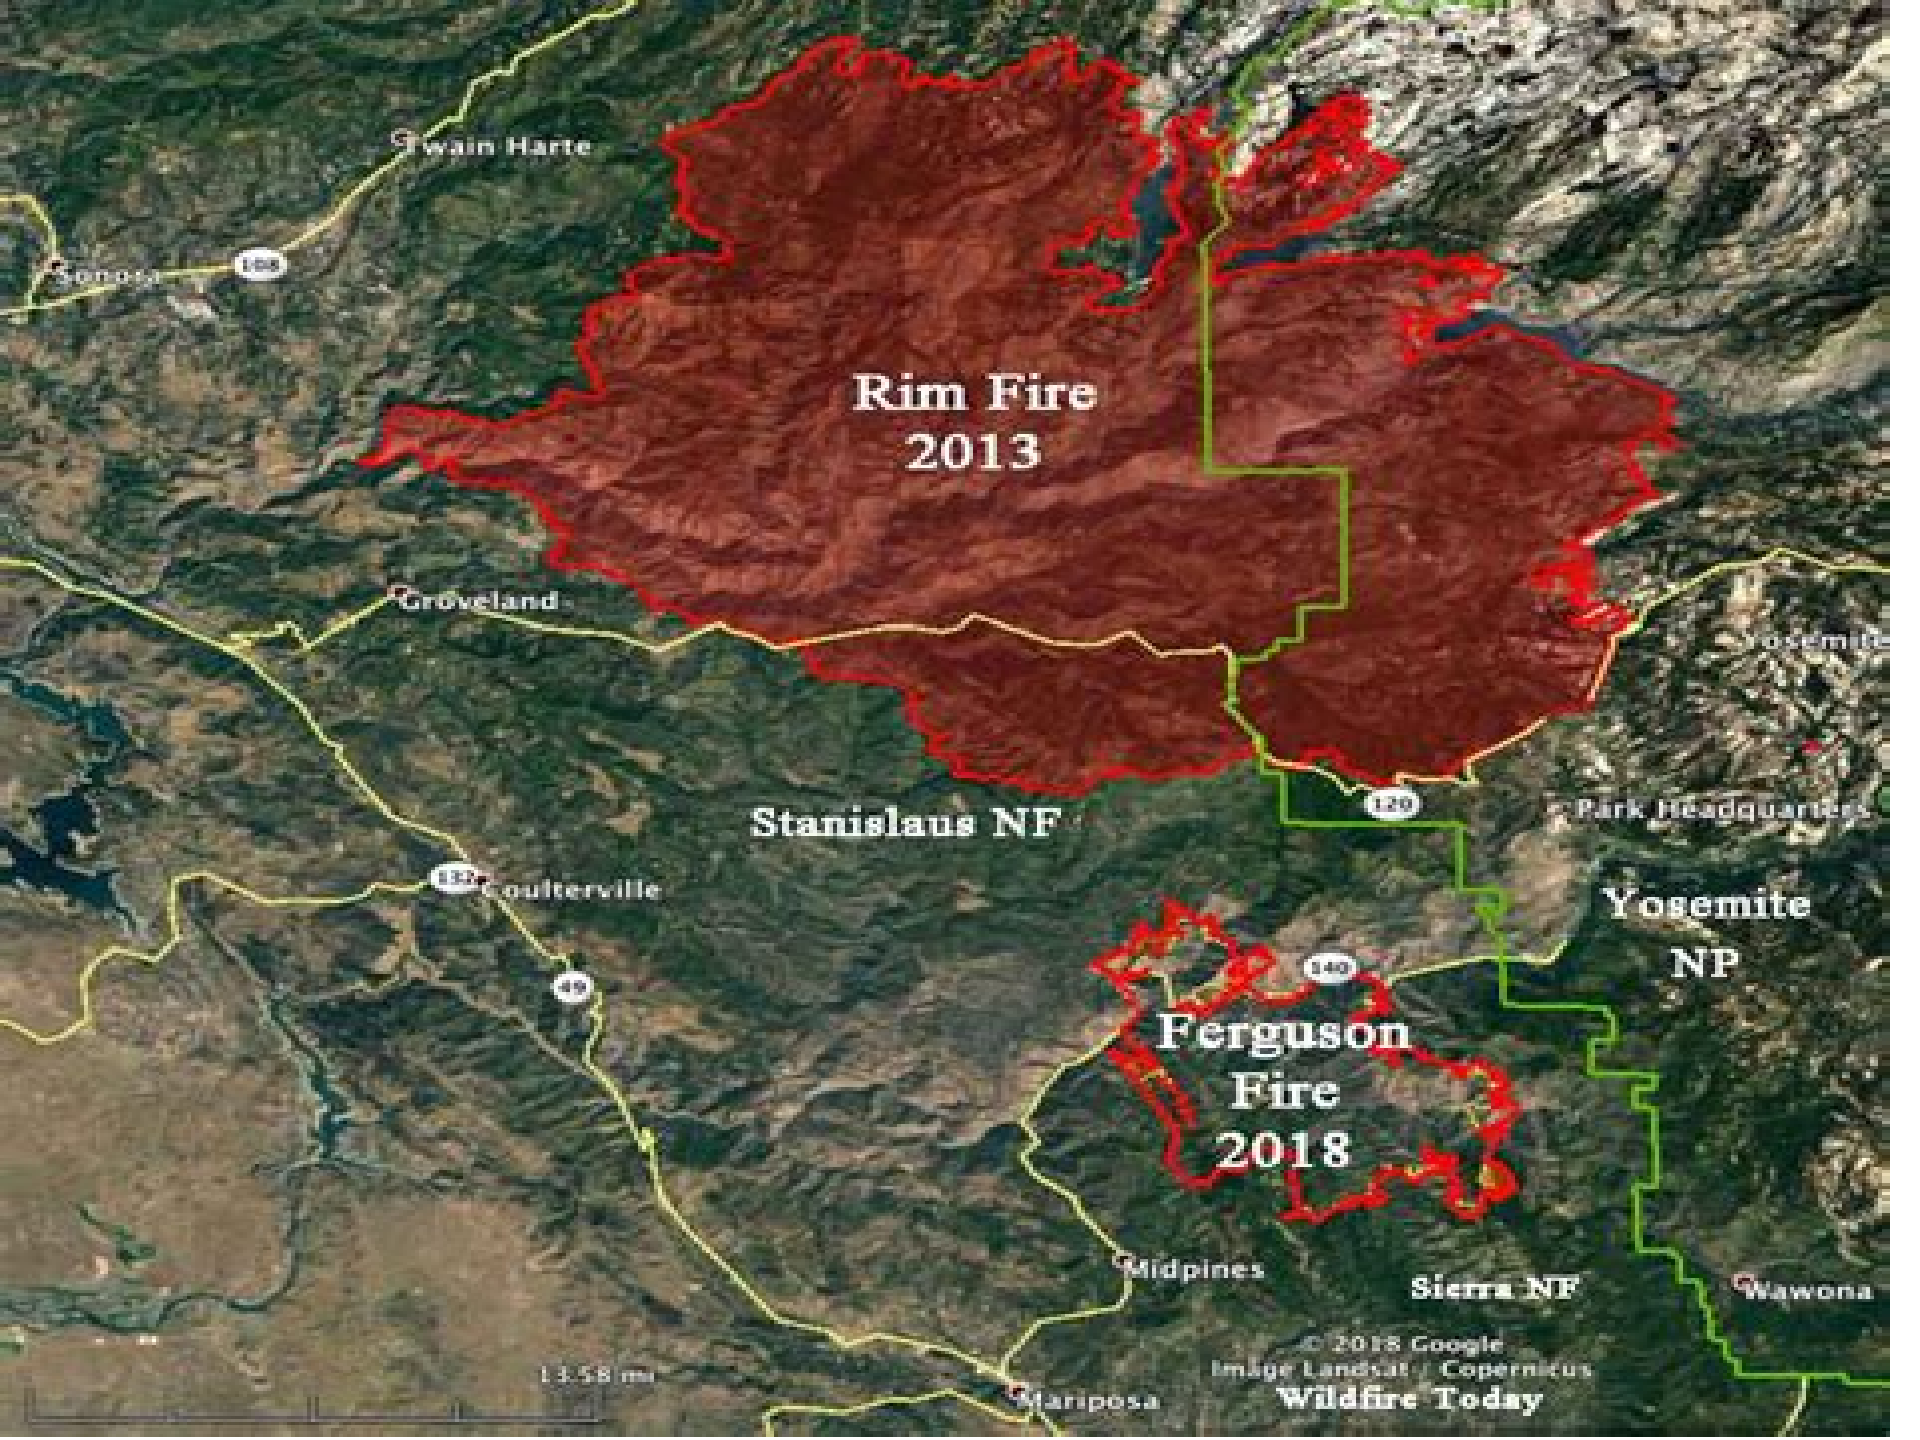 Twain Harte
Sonora
108
Rim Fire
2013
Groveland
Yosemite
120
Park Headquarters
Stanislaus NF
132
Coulterville
Yosemite
NP
140
49
Ferguson
Fire
2018
Midpines
Sierra NF
Wawona
© 2018 Google
Image Landsat / Copernicus
13.58 mi
Wildfire Today
Mariposa